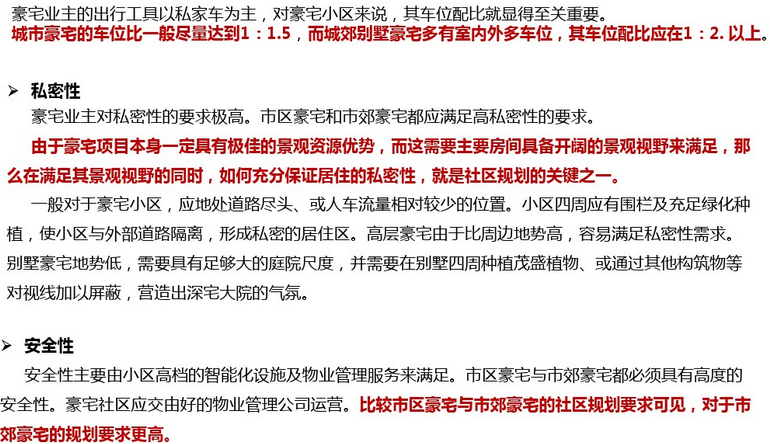 豪宅业主的出行工具以私家车为主，对豪宅小区来说，其车位配比就显得至关重要。
城市豪宅的车位比一般尽量达到1：1.5，而城郊别墅豪宅多有室内外多车位，其车位配比应在1：2. 以上。
➢ 私密性
豪宅业主对私密性的要求极高。市区豪宅和市郊豪宅都应满足高私密性的要求。
由于豪宅项目本身一定具有极佳的景观资源优势，而这需要主要房间具备开阔的景观视野来满足，那
么在满足其景观视野的同时，如何充分保证居住的私密性，就是社区规划的关键之一。
一般对于豪宅小区，应地处道路尽头、或人车流量相对较少的位置。小区四周应有围栏及充足绿化种
植，使小区与外部道路隔离，形成私密的居住区。高层豪宅由于比周边地势高，容易满足私密性需求。
别墅豪宅地势低，需要具有足够大的庭院尺度，并需要在别墅四周种植茂盛植物、或通过其他构筑物等
对视线加以屏蔽，营造出深宅大院的气氛。
➢ 安全性
安全性主要由小区高档的智能化设施及物业管理服务来满足。市区豪宅与市郊豪宅都必须具有高度的
安全性。豪宅社区应交由好的物业管理公司运营。比较市区豪宅与市郊豪宅的社区规划要求可见，对于市
郊豪宅的规划要求更高。